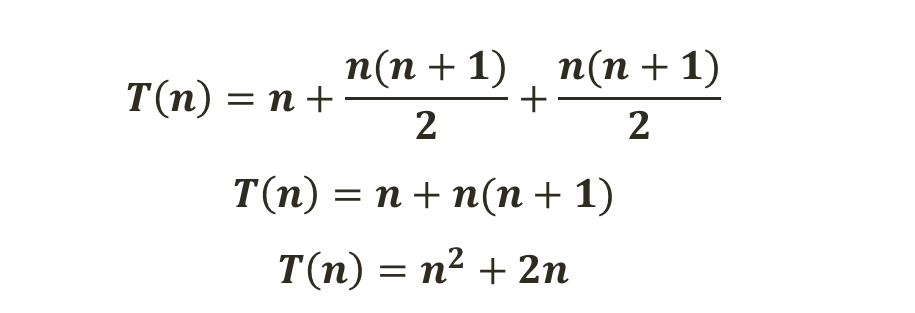 T(n) = n + n(n + 1)/2 + n(n + 1)/2
T(n) = n + n(n + 1)
T(n) = n² + 2n